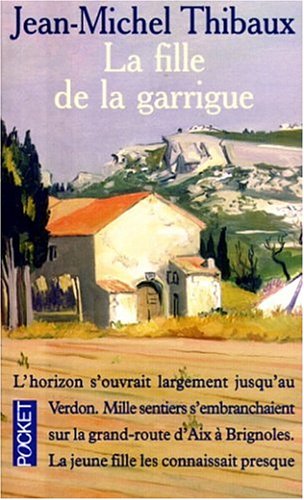 Jean-Michel Thibaux
La fille
de la garrigue
L'horizon s'ouvrait largement jusqu'au
Verdon. Mille sentiers s'embranchaient
sur la grand-route d'Aix à Brignoles.
La jeune fille les connaissait presque
POCKET